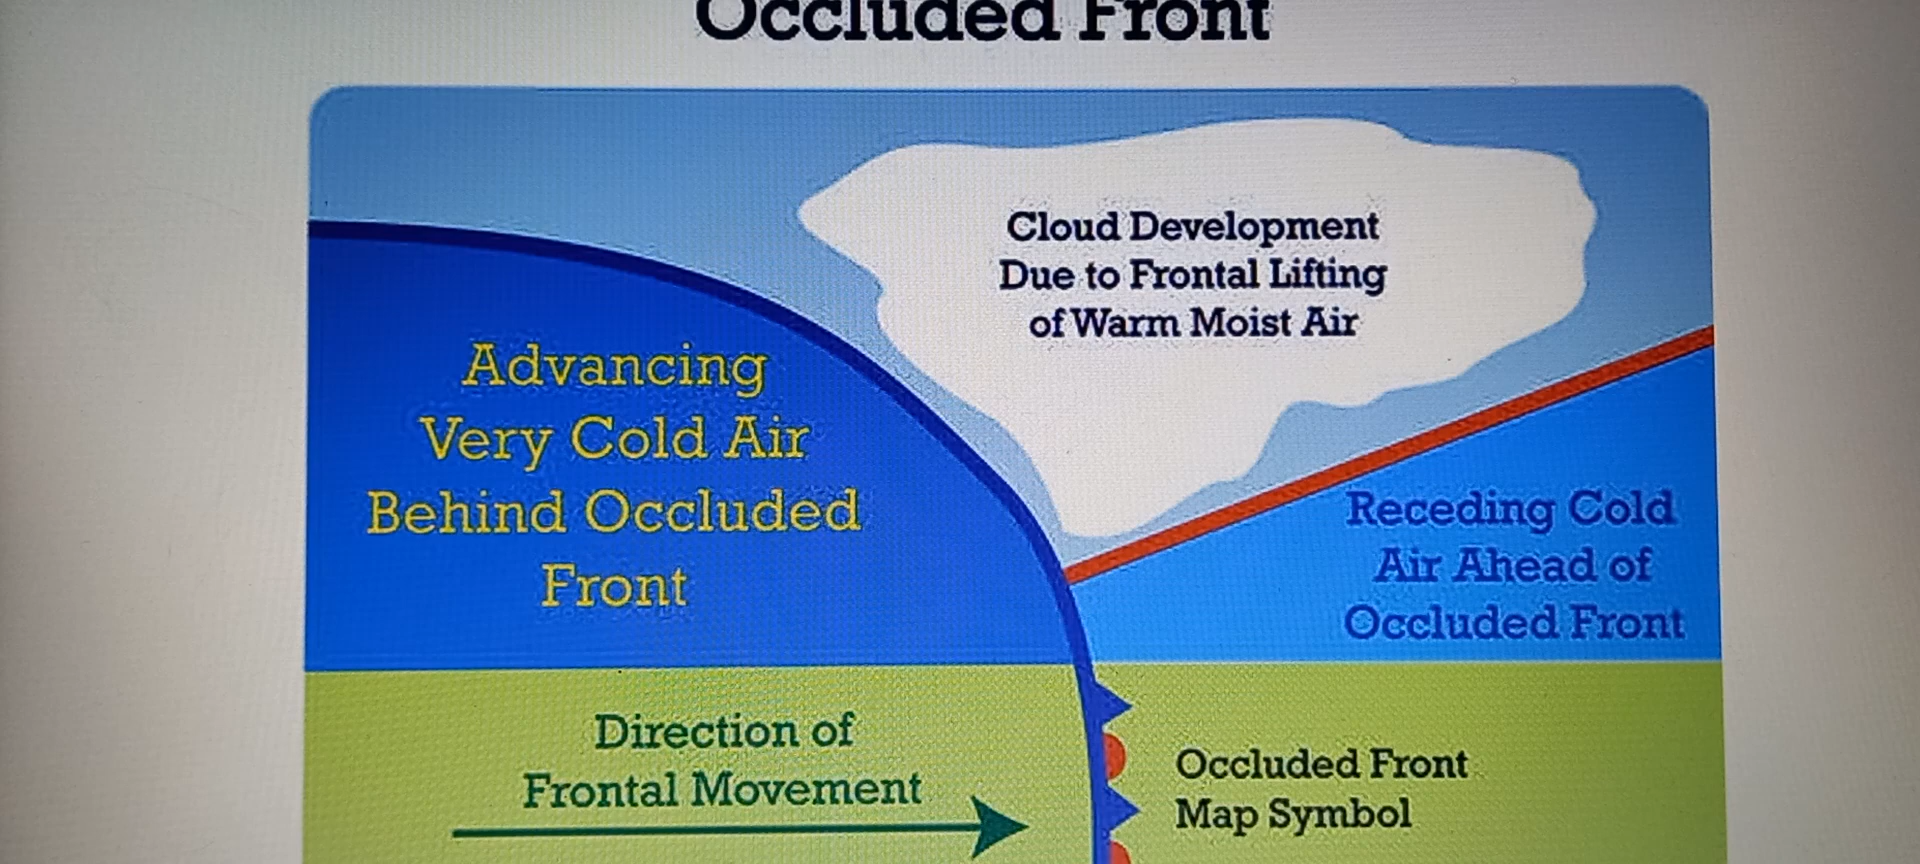 Occluded Front
Cloud Development
Due to Frontal Lifting
of Warm Moist Air
Advancing
Very Cold Air
Behind Occluded
Front
Receding Cold
Air Ahead of
Occluded Front
Direction of
Frontal Movement
Occluded Front
Map Symbol